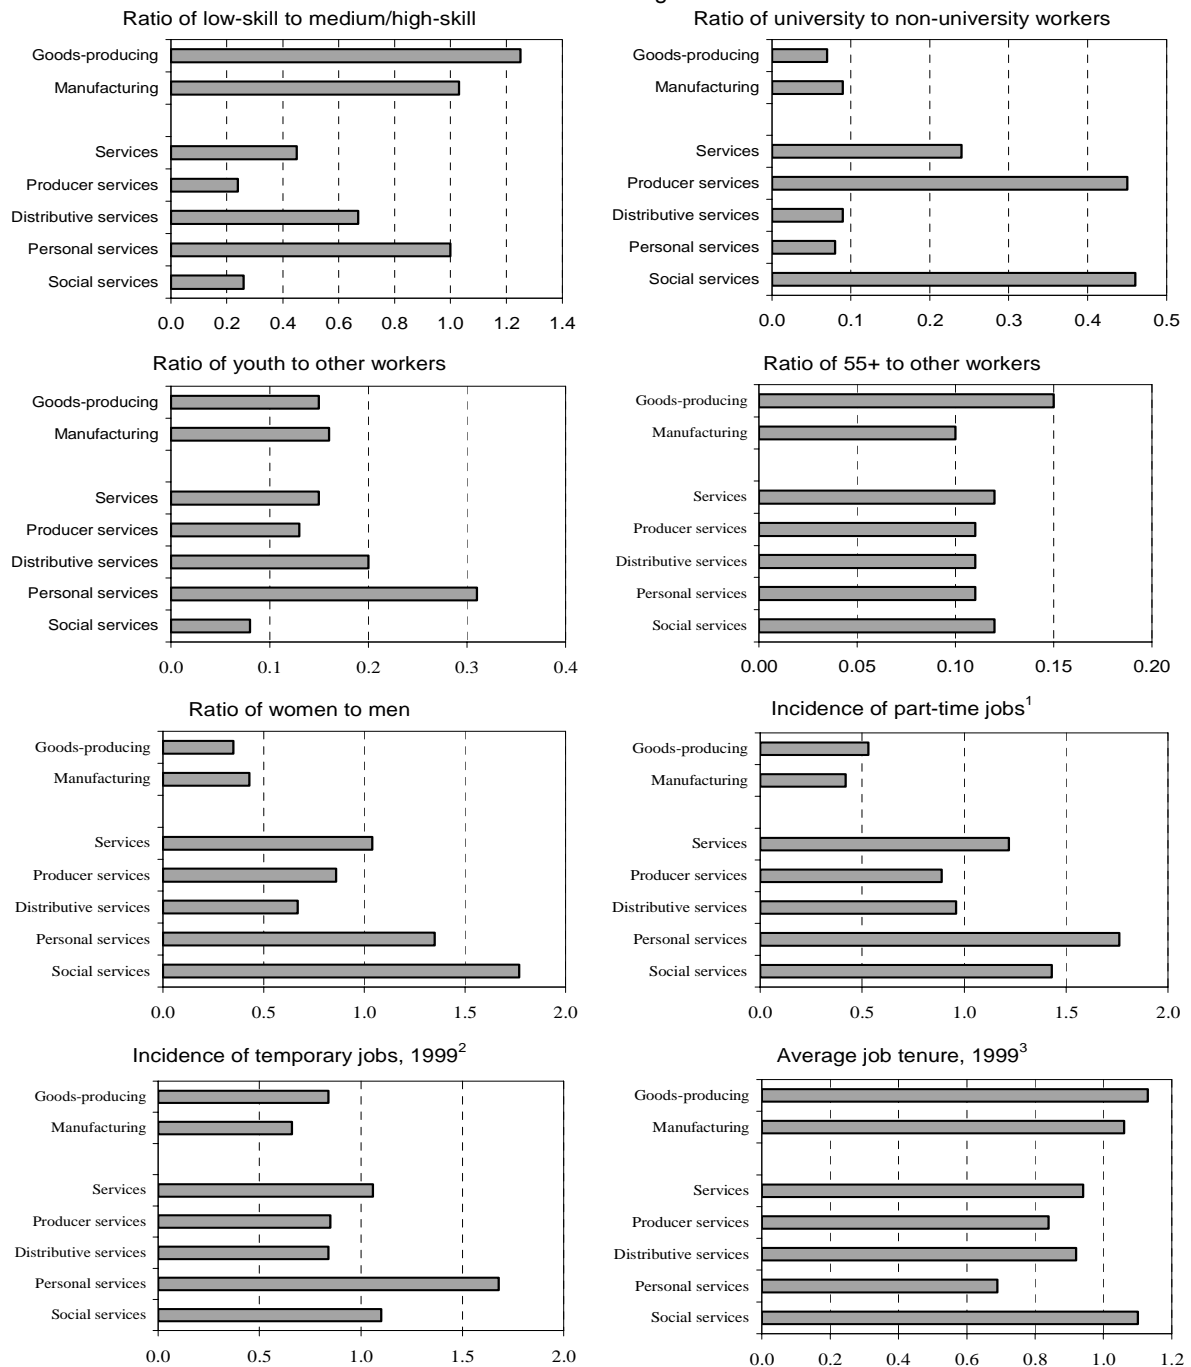 Ratio of low-skill to medium/high-skill
Goods-producing
Manufacturing
Services
Producer services
Distributive services
Personal services
Social services
0.0 0.2 0.4 0.6 0.8 1.0 1.2 1.4
Ratio of university to non-university workers
Goods-producing
Manufacturing
Services
Producer services
Distributive services
Personal services
Social services
0.0 0.1 0.2 0.3 0.4 0.5
Ratio of youth to other workers
Goods-producing
Manufacturing
Services
Producer services
Distributive services
Personal services
Social services
0.0 0.1 0.2 0.3 0.4
Ratio of 55+ to other workers
Goods-producing
Manufacturing
Services
Producer services
Distributive services
Personal services
Social services
0.00 0.05 0.10 0.15 0.20
Ratio of women to men
Goods-producing
Manufacturing
Services
Producer services
Distributive services
Personal services
Social services
0.0 0.5 1.0 1.5 2.0
Incidence of part-time jobs¹
Goods-producing
Manufacturing
Services
Producer services
Distributive services
Personal services
Social services
0.0 0.5 1.0 1.5 2.0
Incidence of temporary jobs, 1999²
Goods-producing
Manufacturing
Services
Producer services
Distributive services
Personal services
Social services
0.0 0.5 1.0 1.5 2.0
Average job tenure, 1999³
Goods-producing
Manufacturing
Services
Producer services
Distributive services
Personal services
Social services
0.0 0.2 0.4 0.6 0.8 1.0 1.2